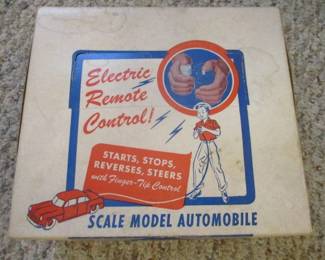 Electric
Remote
Control!
STARTS, STOPS,
REVERSES, STEERS
with Finger-Tip Control
SCALE MODEL AUTOMOBILE